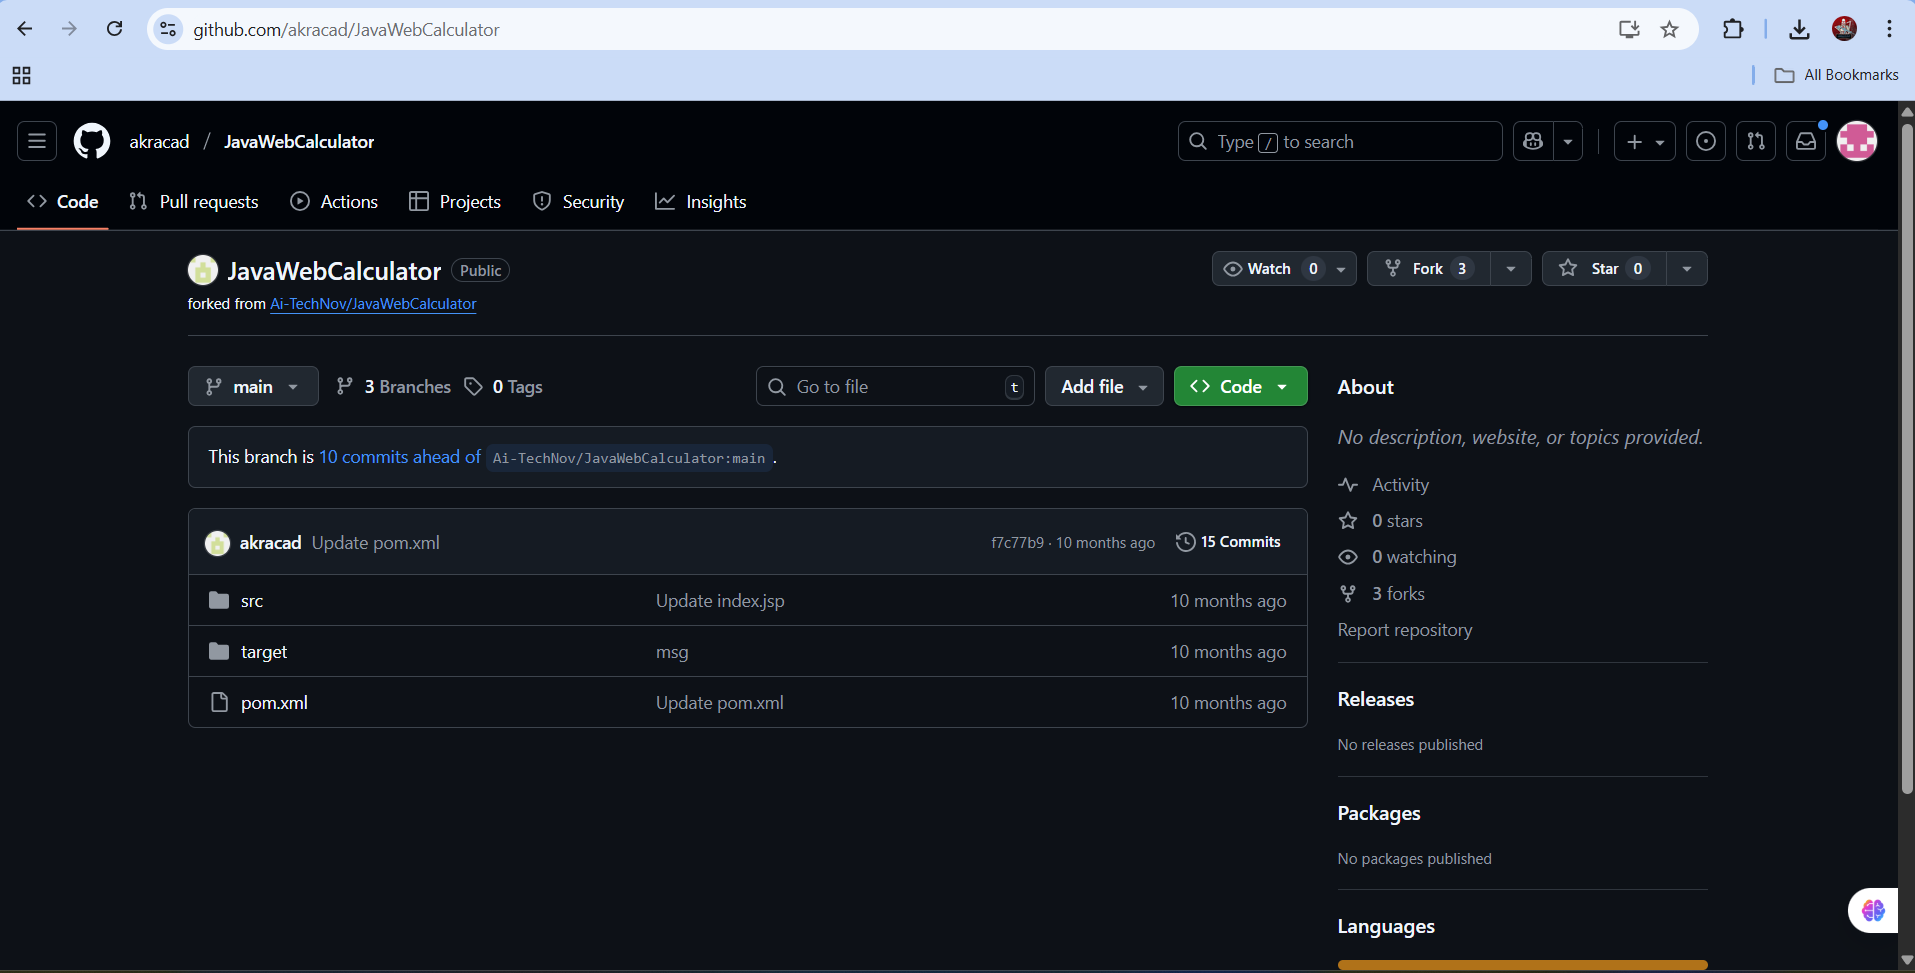 github.com/akracad/JavaWebCalculator
All Bookmarks
akracad / JavaWebCalculator
Type / to search
Code
Pull requests
Actions
Projects
Security
Insights
JavaWebCalculator Public
Watch 0
Fork 3
Star 0
forked from Ai-TechNov/JavaWebCalculator
main
3 Branches
0 Tags
Go to file t
Add file
Code
This branch is 10 commits ahead of Ai-TechNov/JavaWebCalculator:main .
akracad Update pom.xml f7c77b9 · 10 months ago 15 Commits
src Update index.jsp 10 months ago
target msg 10 months ago
pom.xml Update pom.xml 10 months ago
About
No description, website, or topics provided.
Activity
0 stars
0 watching
3 forks
Report repository
Releases
No releases published
Packages
No packages published
Languages